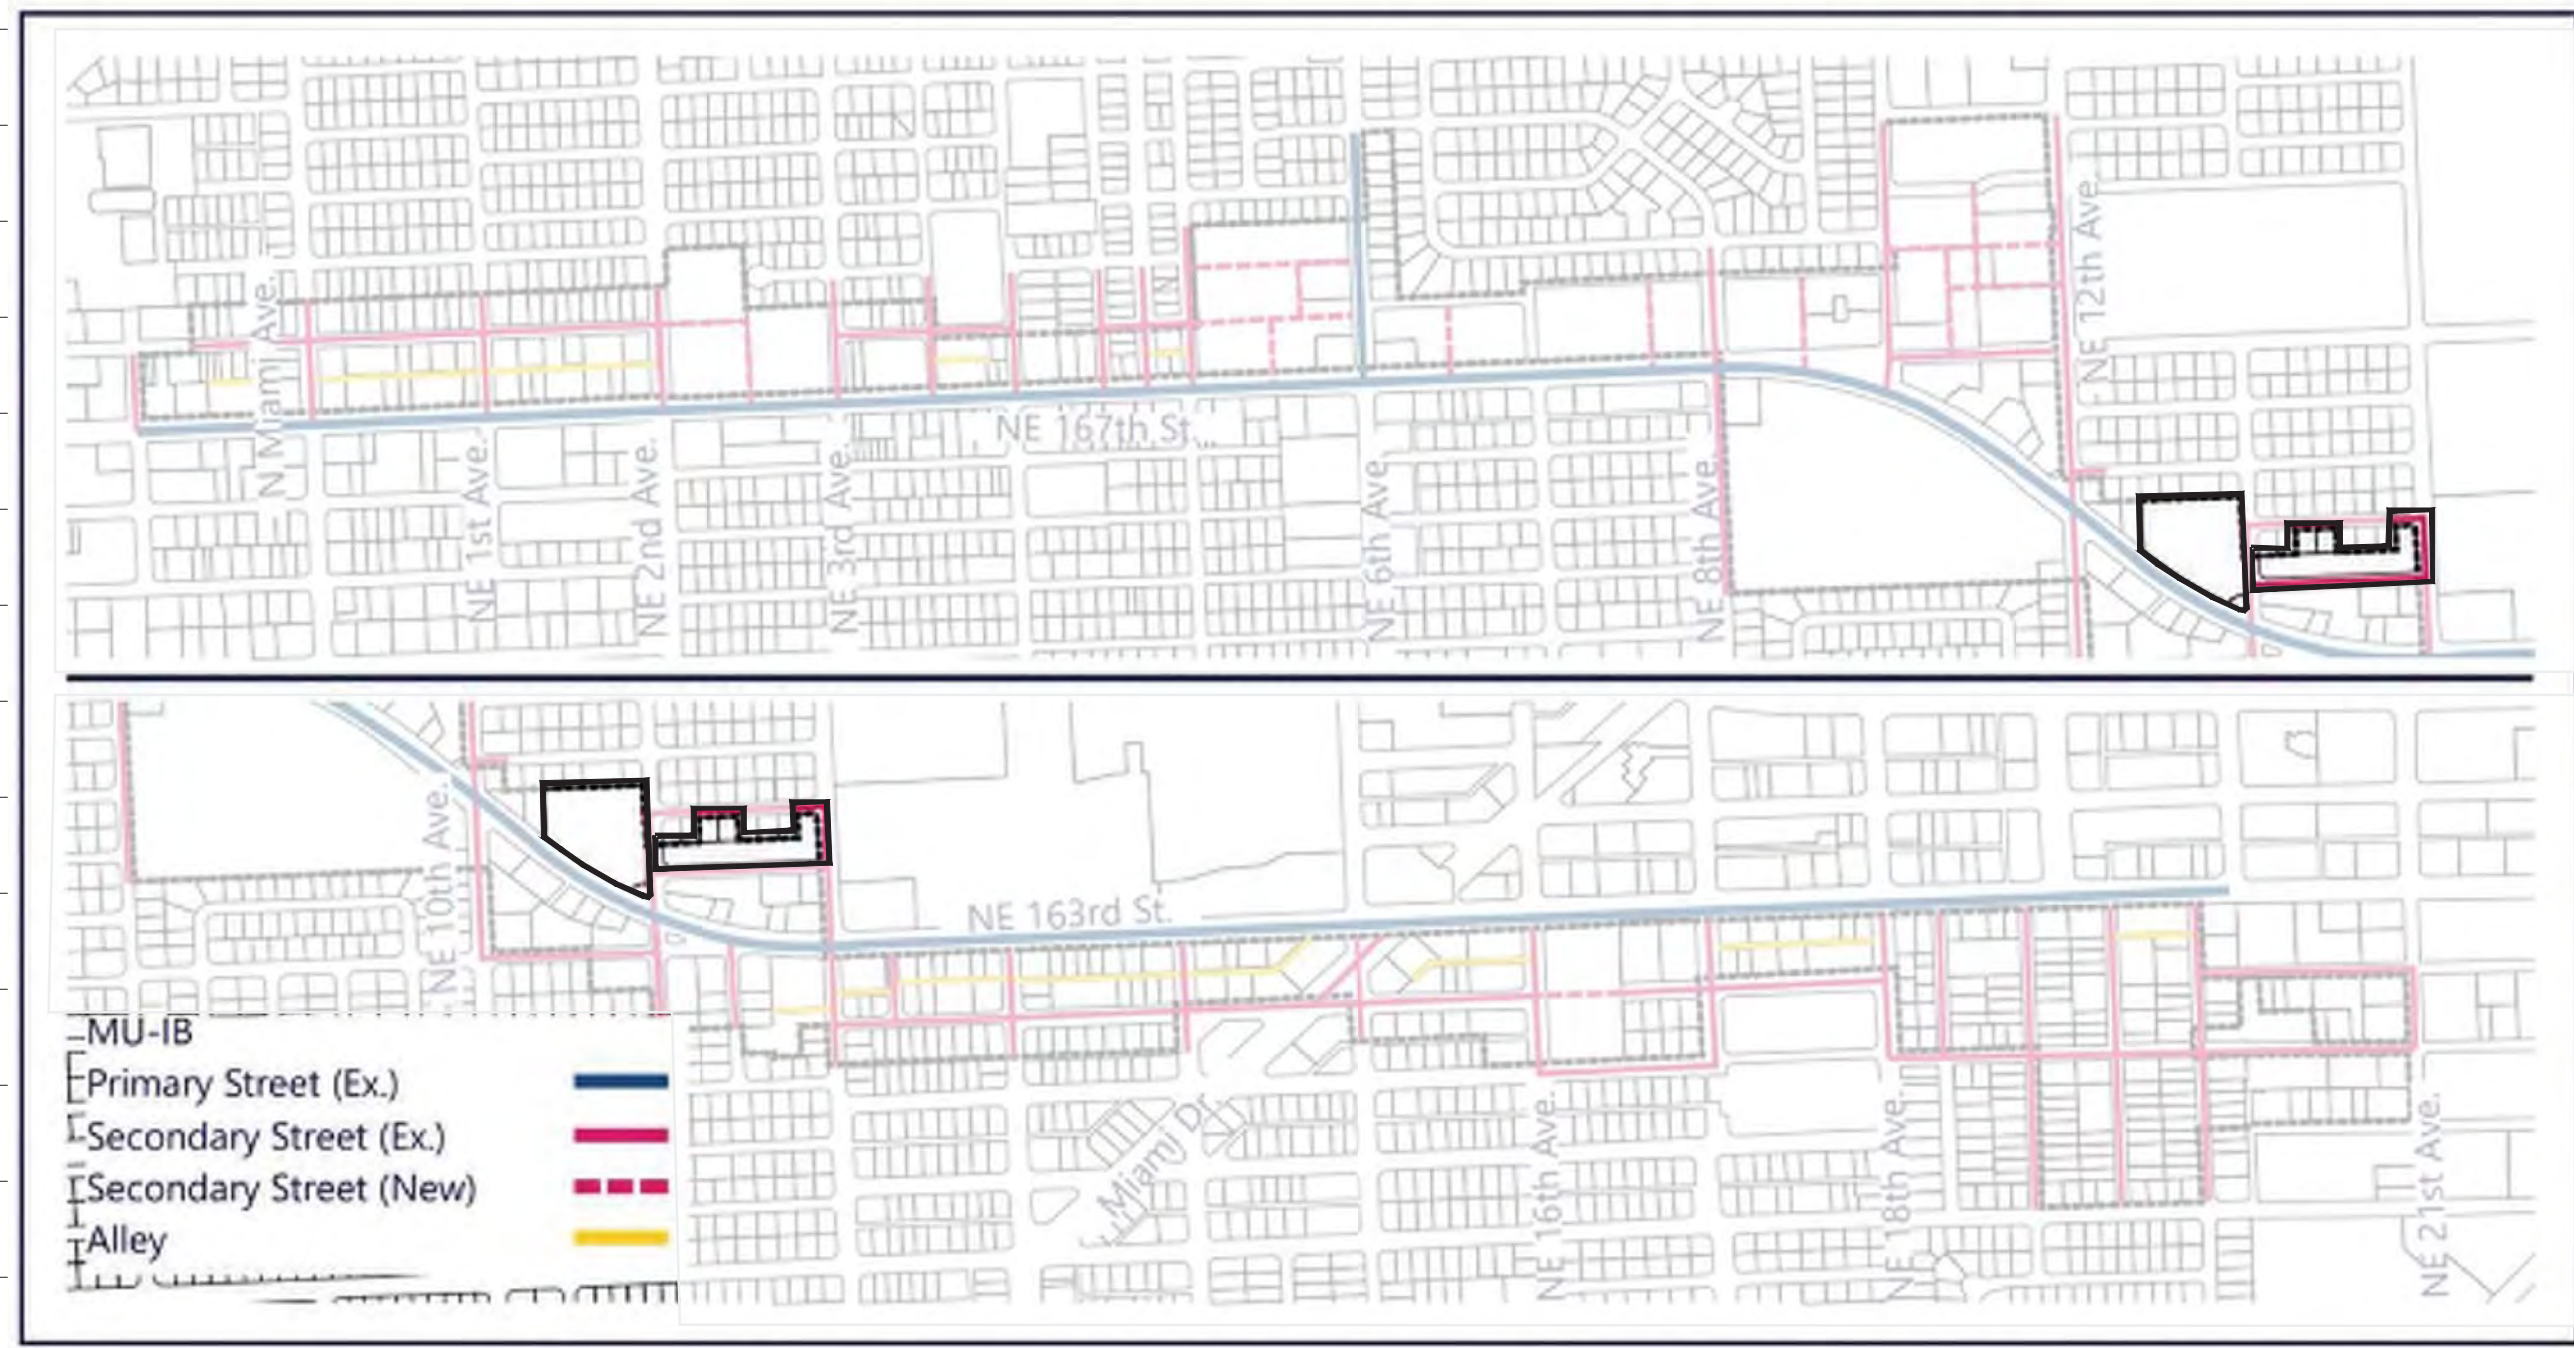 N Miami Ave.
NE 12th Ave.
NE 167th St.
NE 1st Ave.
NE 2nd Ave.
NE 3rd Ave.
NE 6th Ave.
NE 8th Ave.
NE 10th Ave.
NE 163rd St.
MU-IB
Primary Street (Ex.)
Secondary Street (Ex.)
Secondary Street (New)
Alley
Miami Dr.
NE 16th Ave.
NE 18th Ave.
NE 21st Ave.